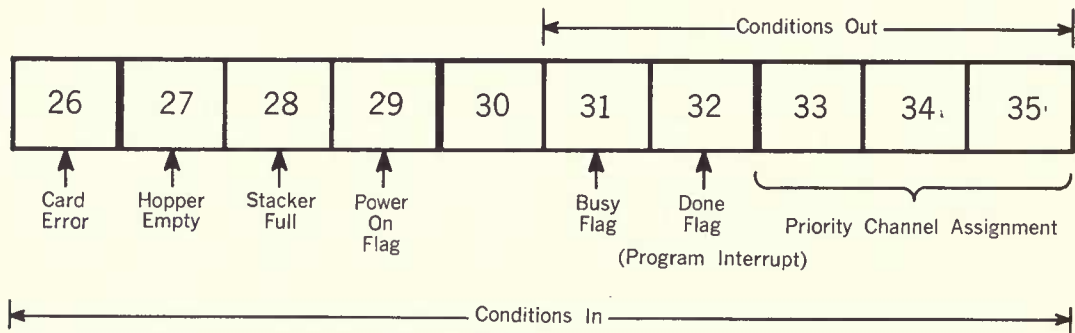 Conditions Out
26 27 28 29 30 31 32 33 34 35
Card Error
Hopper Empty
Stacker Full
Power On Flag
Busy Flag
Done Flag
(Program Interrupt)
Priority Channel Assignment
Conditions In